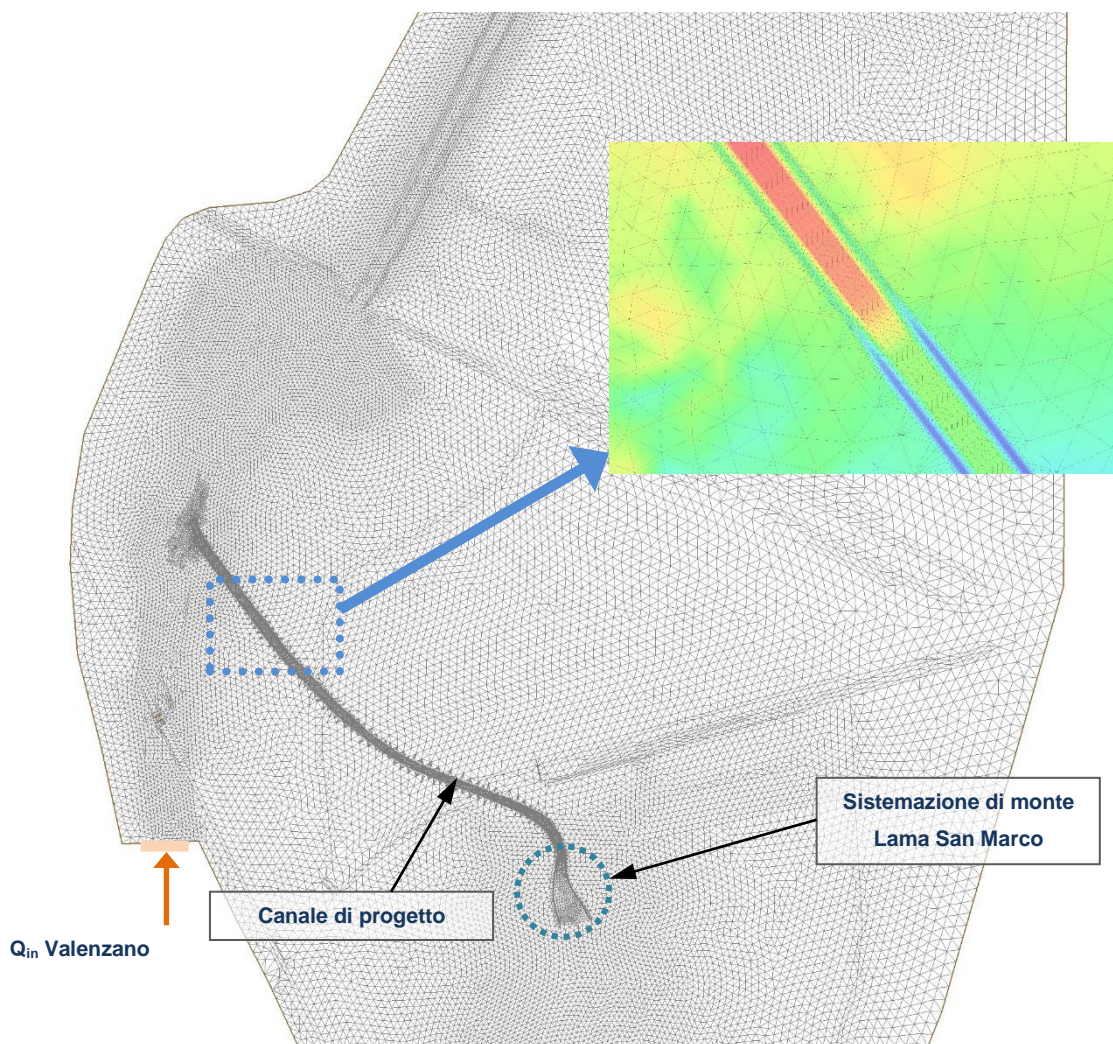 Sistemazione di monte
Lama San Marco
Canale di progetto
Qin Valenzano